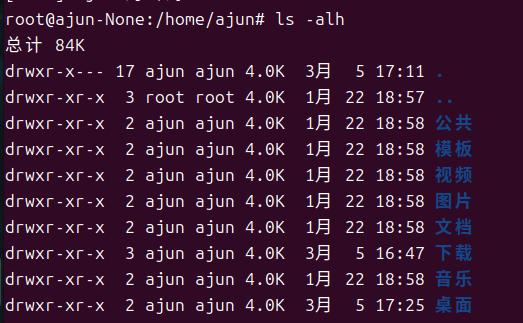 root@ajun-None:/home/ajun# ls -alh
总计 84K
drwxr-x--- 17 ajun ajun 4.0K  3月   5 17:11 .
drwxr-xr-x  3 root root 4.0K  1月  22 18:57 ..
drwxr-xr-x  2 ajun ajun 4.0K  1月  22 18:58 公共
drwxr-xr-x  2 ajun ajun 4.0K  1月  22 18:58 模板
drwxr-xr-x  2 ajun ajun 4.0K  1月  22 18:58 视频
drwxr-xr-x  2 ajun ajun 4.0K  1月  22 18:58 图片
drwxr-xr-x  2 ajun ajun 4.0K  1月  22 18:58 文档
drwxr-xr-x  3 ajun ajun 4.0K  3月   5 16:47 下载
drwxr-xr-x  2 ajun ajun 4.0K  1月  22 18:58 音乐
drwxr-xr-x  2 ajun ajun 4.0K  3月   5 17:25 桌面